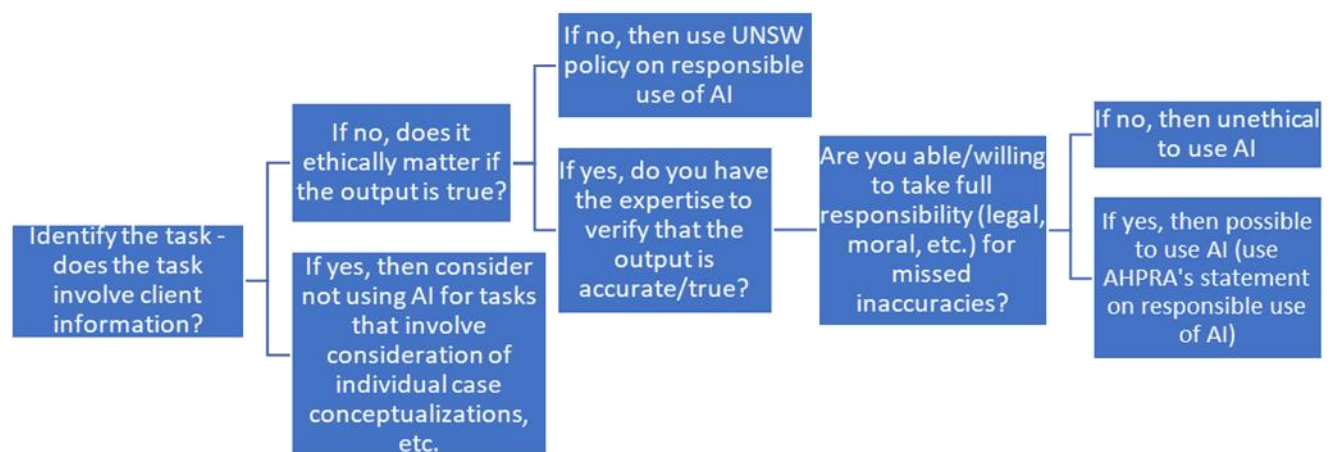 Identify the task -
does the task
involve client
information?
If no, does it
ethically matter if
the output is true?
If yes, then consider
not using AI for tasks
that involve
consideration of
individual case
conceptualizations,
etc.
If no, then use UNSW
policy on responsible
use of AI
If yes, do you have
the expertise to
verify that the
output is
accurate/true?
Are you able/willing
to take full
responsibility (legal,
moral, etc.) for
missed
inaccuracies?
If no, then unethical
to use AI
If yes, then possible
to use AI (use
AHPRA's statement
on responsible use
of AI)